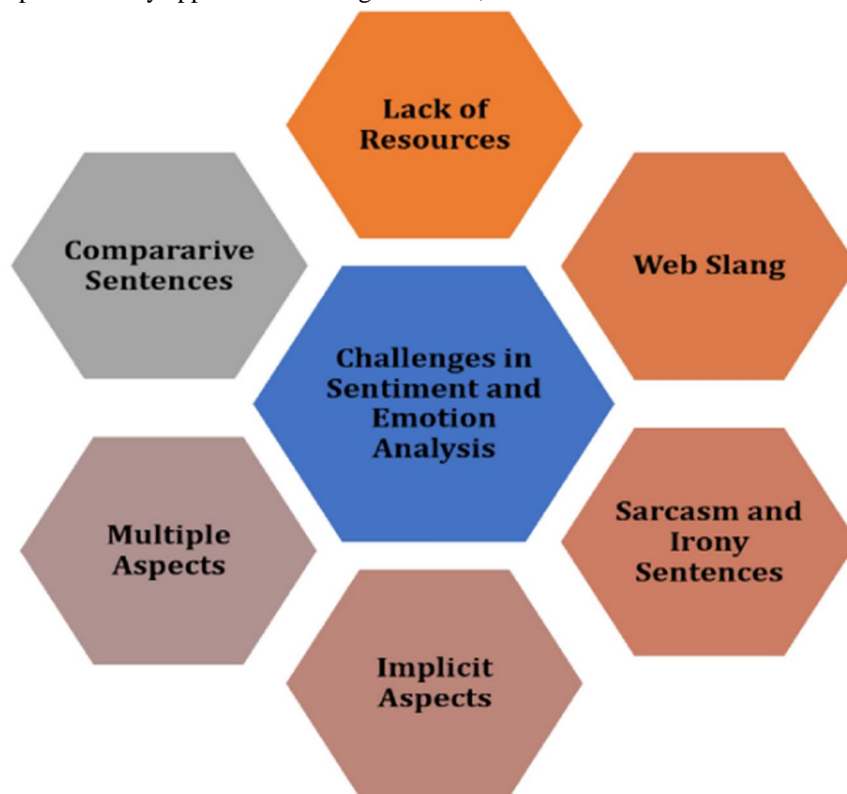 Lack of
Resources
Compararive
Sentences
Web Slang
Challenges in
Sentiment and
Emotion
Analysis
Multiple
Aspects
Sarcasm and
Irony
Sentences
Implicit
Aspects